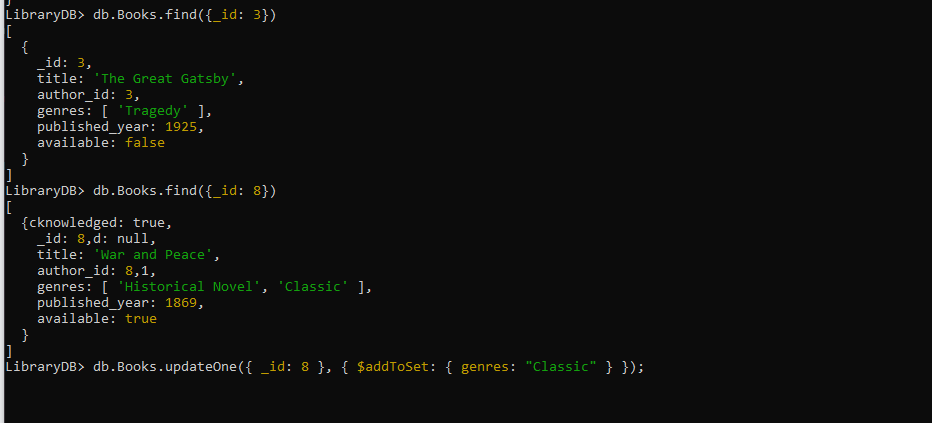 LibraryDB> db.Books.find({_id: 3})
[
  {
    _id: 3,
    title: 'The Great Gatsby',
    author_id: 3,
    genres: [ 'Tragedy' ],
    published_year: 1925,
    available: false
  }
]
LibraryDB> db.Books.find({_id: 8})
[
  {cknowledged: true,
    _id: 8,d: null,
    title: 'War and Peace',
    author_id: 8,1,
    genres: [ 'Historical Novel', 'Classic' ],
    published_year: 1869,
    available: true
  }
]
LibraryDB> db.Books.updateOne({ _id: 8 }, { $addToSet: { genres: "Classic" } });